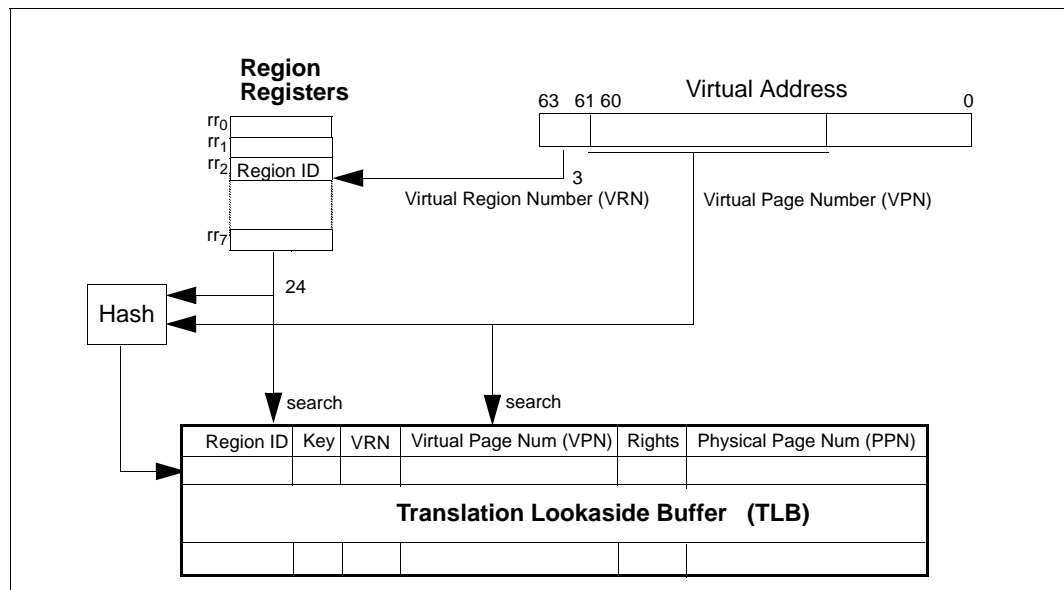 Region
Registers
Virtual Address
63 61 60 0
rr0
rr1
rr2 Region ID
3
Virtual Region Number (VRN) Virtual Page Number (VPN)
rr7
24
Hash
search search
Region ID Key VRN Virtual Page Num (VPN) Rights Physical Page Num (PPN)
Translation Lookaside Buffer (TLB)